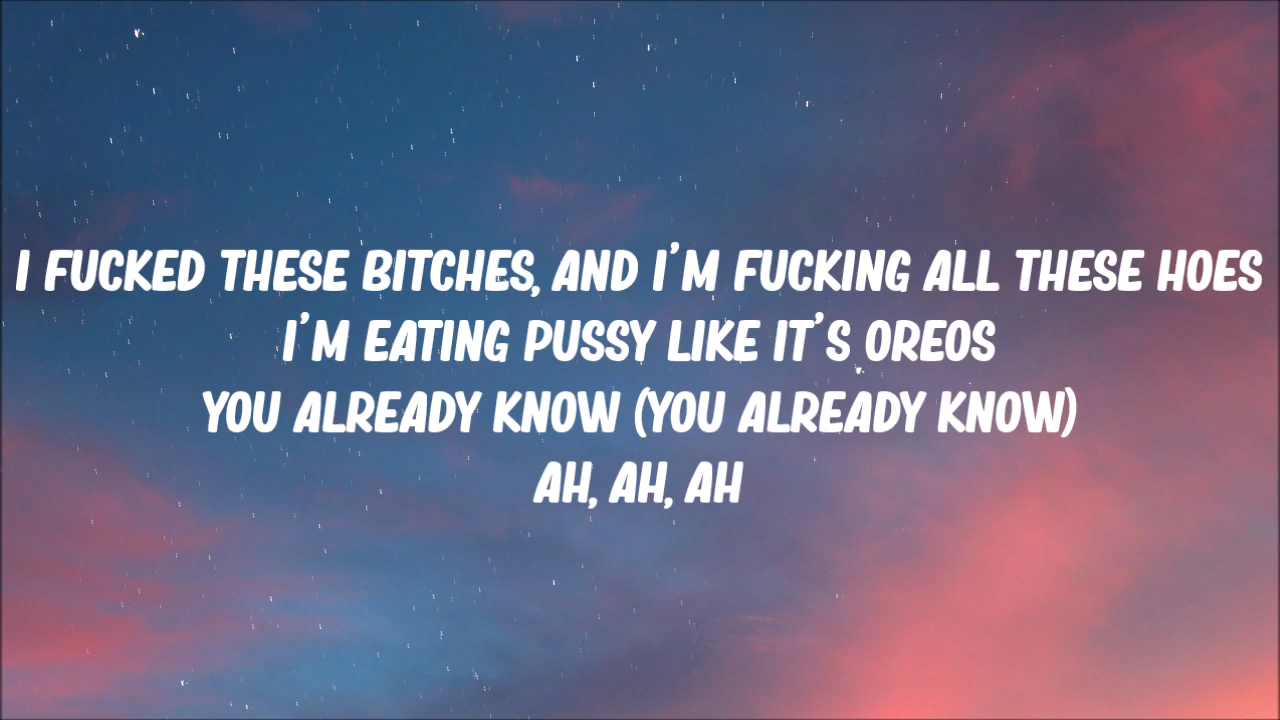 I FUCKED THESE BITCHES, AND I'M FUCKING ALL THESE HOES
I'M EATING PUSSY LIKE IT'S OREOS
YOU ALREADY KNOW (YOU ALREADY KNOW)
AH, AH, AH